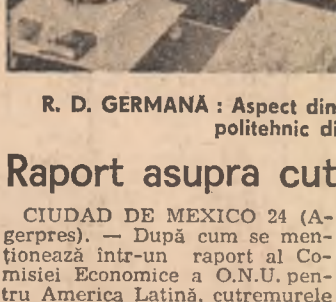 R. D. GERMANĂ : Aspect din
politehnic di
Raport asupra cut
CIUDAD DE MEXICO 24 (A-
gerpres). — După cum se men-
ționează într-un raport al Co-
misiei Economice a O.N.U. pen-
tru America Latină, cutremurel-